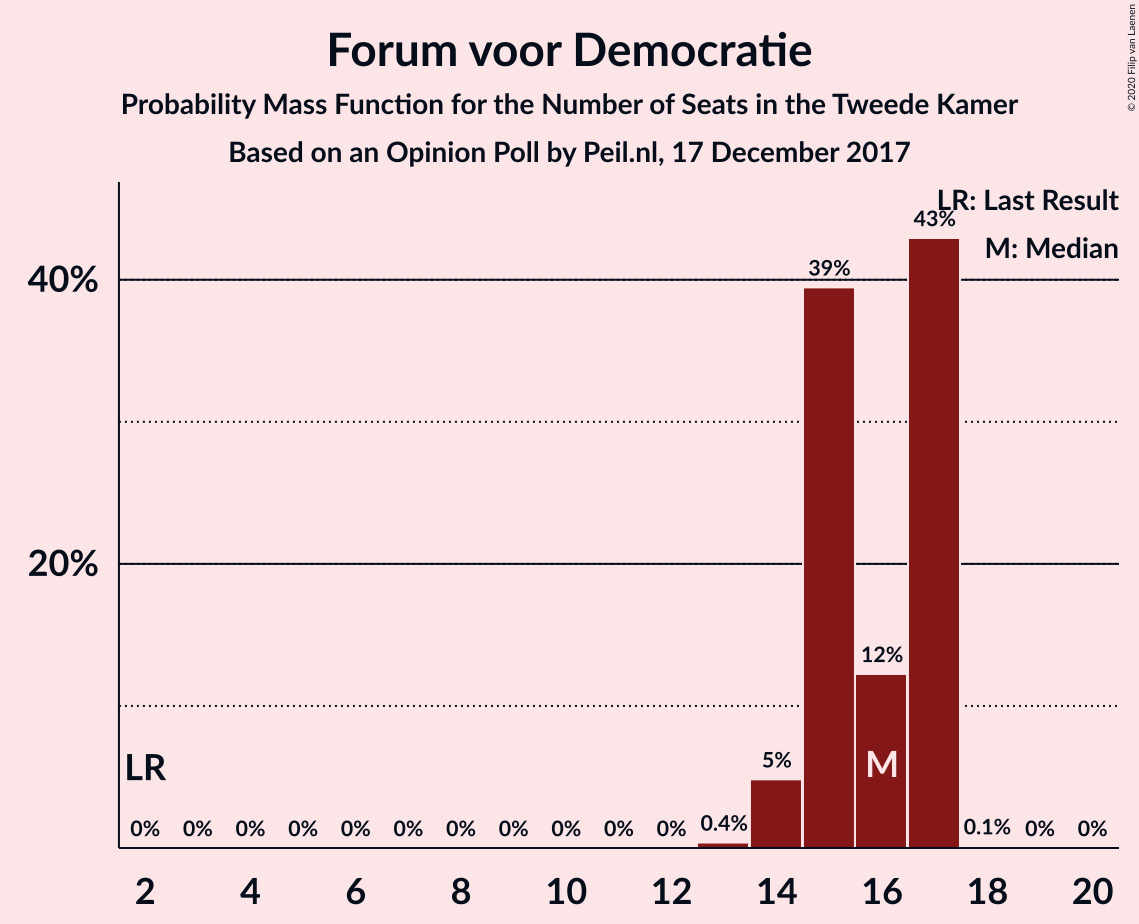 Forum voor Democratie
Probability Mass Function for the Number of Seats in the Tweede Kamer
Based on an Opinion Poll by Peil.nl, 17 December 2017
© 2020 Filip van Laenen
LR: Last Result
M: Median
43%
39%
40%
20%
12%
5%
M
LR
0% 0% 0% 0% 0% 0% 0% 0% 0% 0% 0% 0.4% 0.1% 0% 0%
2 4 6 8 10 12 14 16 18 20